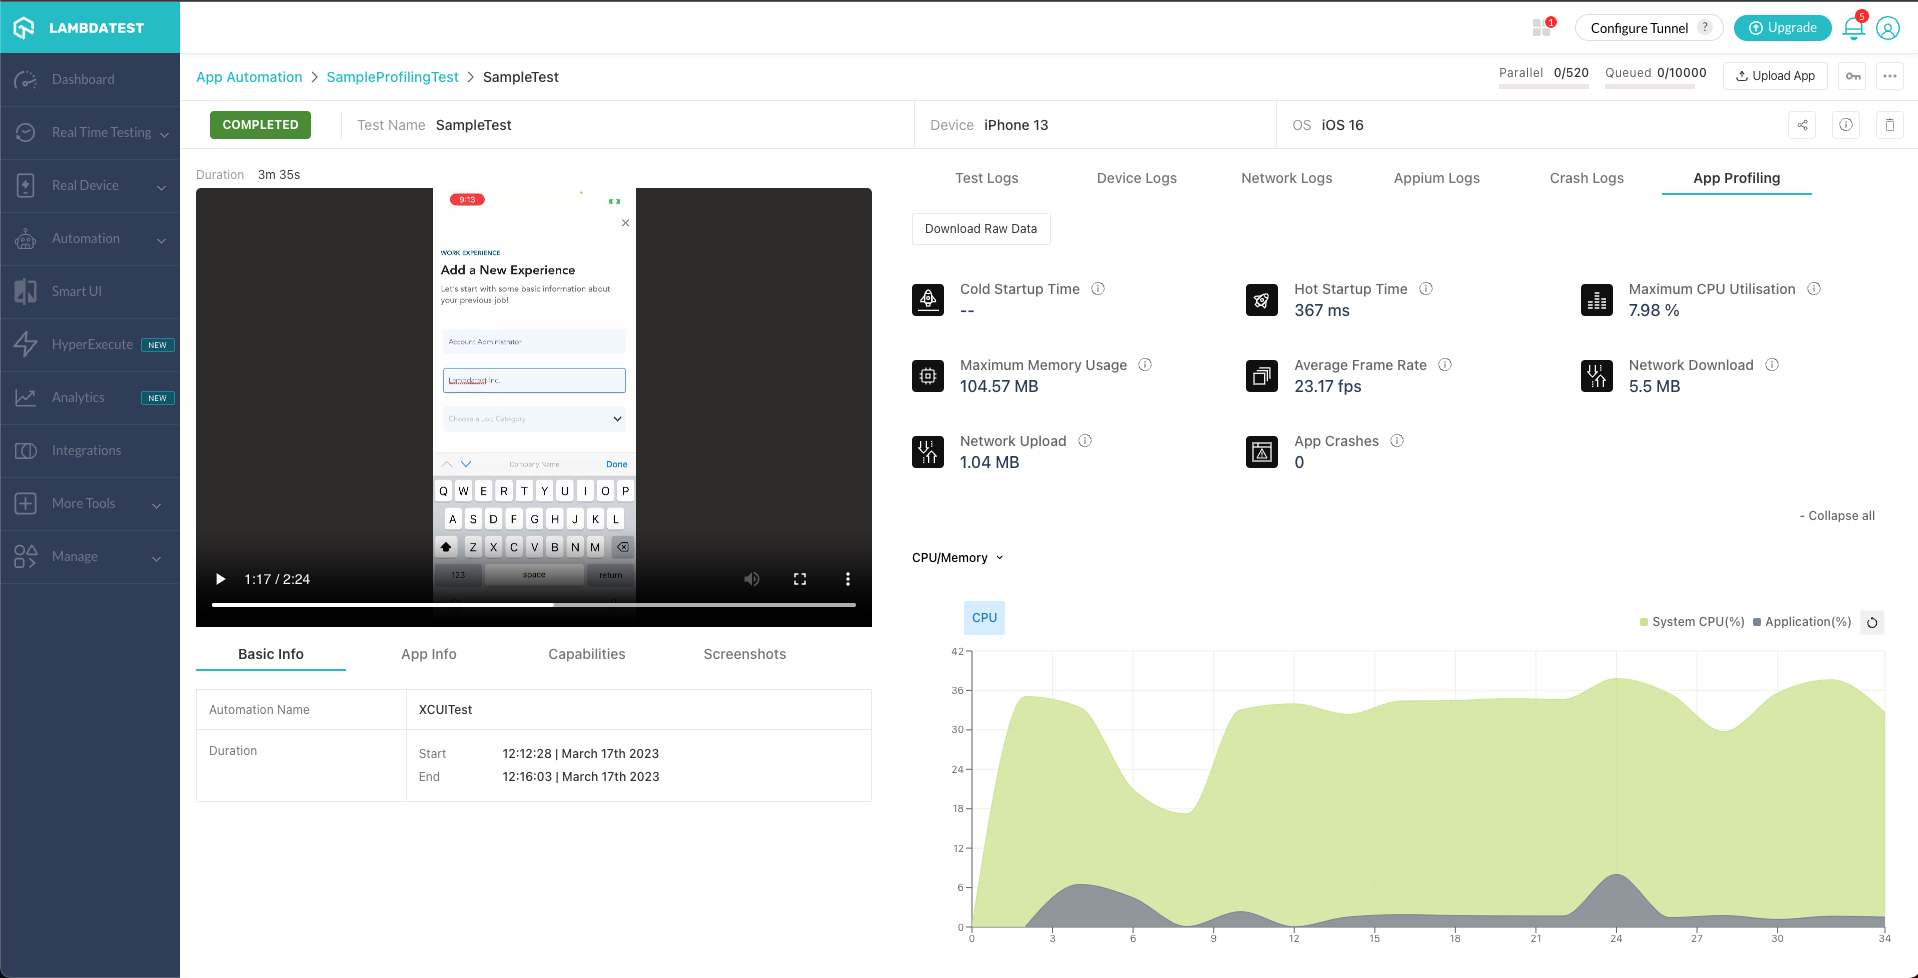 LAMBDATEST
1
Configure Tunnel ?
Upgrade
5
Dashboard
Real Time Testing
Real Device
Automation
Smart UI
HyperExecute NEW
Analytics NEW
Integrations
More Tools
Manage
App Automation > SampleProfilingTest > SampleTest
Parallel 0/520 Queued 0/10000
Upload App
COMPLETED Test Name SampleTest
Device iPhone 13
OS iOS 16
Duration 3m 35s
9:13
WORK EXPERIENCE
Add a New Experience
Let's start with some basic information about
your previous job!
Account Administrator
Lambdatest Inc.
Choose a Job Category
Company Name Done
Q W E R T Y U I O P
A S D F G H J K L
Z X C V B N M
123 space return
1:17 / 2:24
Basic Info App Info Capabilities Screenshots
Automation Name XCUITest
Duration
Start 12:12:28 | March 17th 2023
End 12:16:03 | March 17th 2023
Test Logs Device Logs Network Logs Appium Logs Crash Logs App Profiling
Download Raw Data
Cold Startup Time
--
Hot Startup Time
367 ms
Maximum CPU Utilisation
7.98 %
Maximum Memory Usage
104.57 MB
Average Frame Rate
23.17 fps
Network Download
5.5 MB
Network Upload
1.04 MB
App Crashes
0
- Collapse all
CPU/Memory
CPU
System CPU(%) Application(%)
42
36
30
24
18
12
6
0
0 3 6 9 12 15 18 21 24 27 30 34